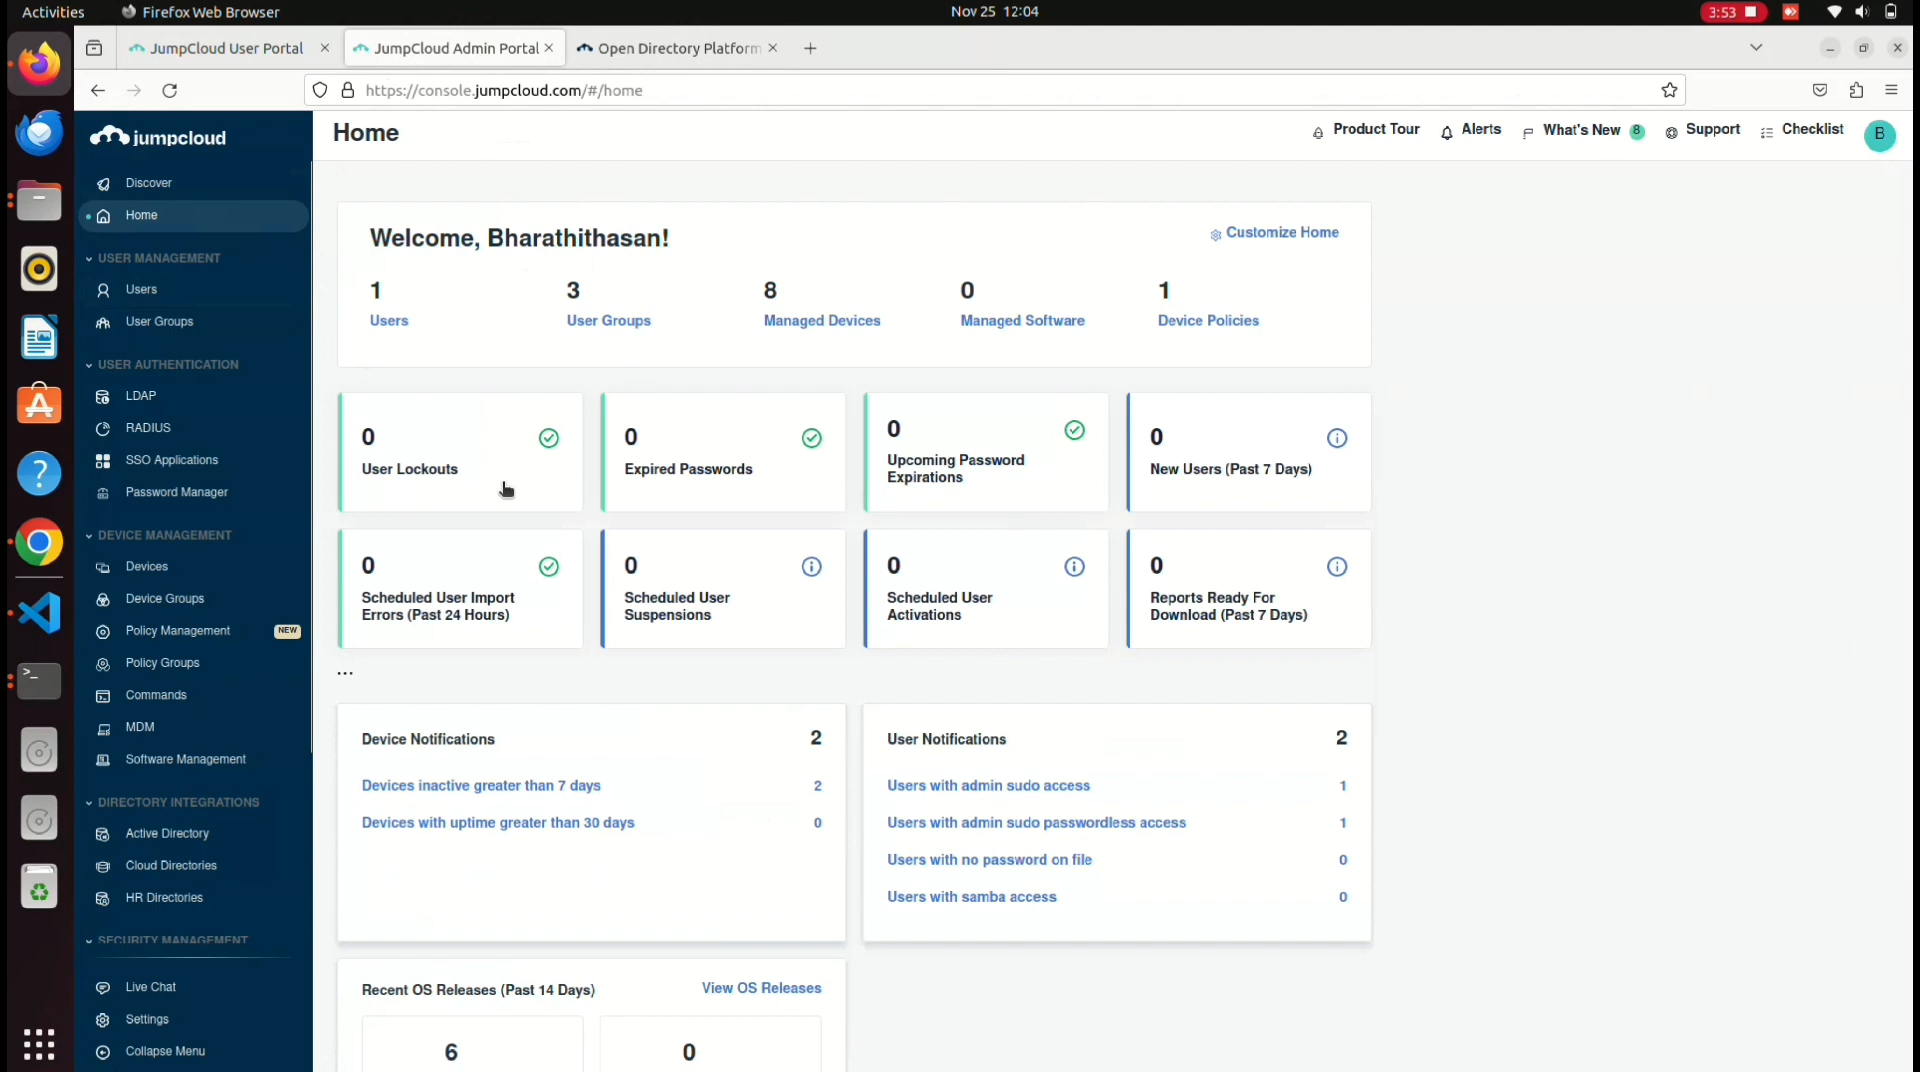 Activities
Firefox Web Browser
Nov 25 12:04
3:53
JumpCloud User Portal
JumpCloud Admin Portal
Open Directory Platform
https://console.jumpcloud.com/#/home
jumpcloud
Home
Product Tour
Alerts
What's New 8
Support
Checklist
B
Discover
Home
USER MANAGEMENT
Users
User Groups
USER AUTHENTICATION
LDAP
RADIUS
SSO Applications
Password Manager
DEVICE MANAGEMENT
Devices
Device Groups
Policy Management NEW
Policy Groups
Commands
MDM
Software Management
DIRECTORY INTEGRATIONS
Active Directory
Cloud Directories
HR Directories
SECURITY MANAGEMENT
Live Chat
Settings
Collapse Menu
Welcome, Bharathithasan!
Customize Home
1
Users
3
User Groups
8
Managed Devices
0
Managed Software
1
Device Policies
0
User Lockouts
0
Expired Passwords
0
Upcoming Password
Expirations
0
New Users (Past 7 Days)
0
Scheduled User Import
Errors (Past 24 Hours)
0
Scheduled User
Suspensions
0
Scheduled User
Activations
0
Reports Ready For
Download (Past 7 Days)
...
Device Notifications 2
Devices inactive greater than 7 days 2
Devices with uptime greater than 30 days 0
User Notifications 2
Users with admin sudo access 1
Users with admin sudo passwordless access 1
Users with no password on file 0
Users with samba access 0
Recent OS Releases (Past 14 Days)
View OS Releases
6
0